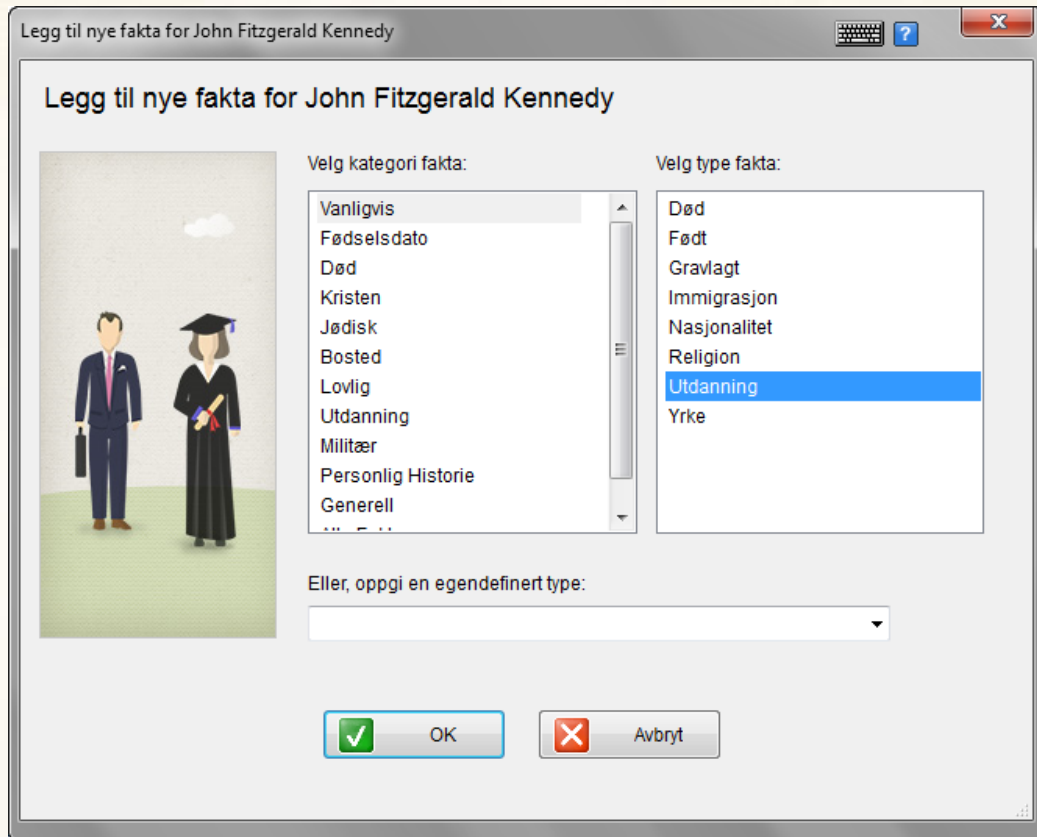 Legg til nye fakta for John Fitzgerald Kennedy
?
Legg til nye fakta for John Fitzgerald Kennedy
Velg kategori fakta:
Vanligvis
Fødselsdato
Død
Kristen
Jødisk
Bosted
Lovlig
Utdanning
Militær
Personlig Historie
Generell
Velg type fakta:
Død
Født
Gravlagt
Immigrasjon
Nasjonalitet
Religion
Utdanning
Yrke
Eller, oppgi en egendefinert type:
OK
Avbryt